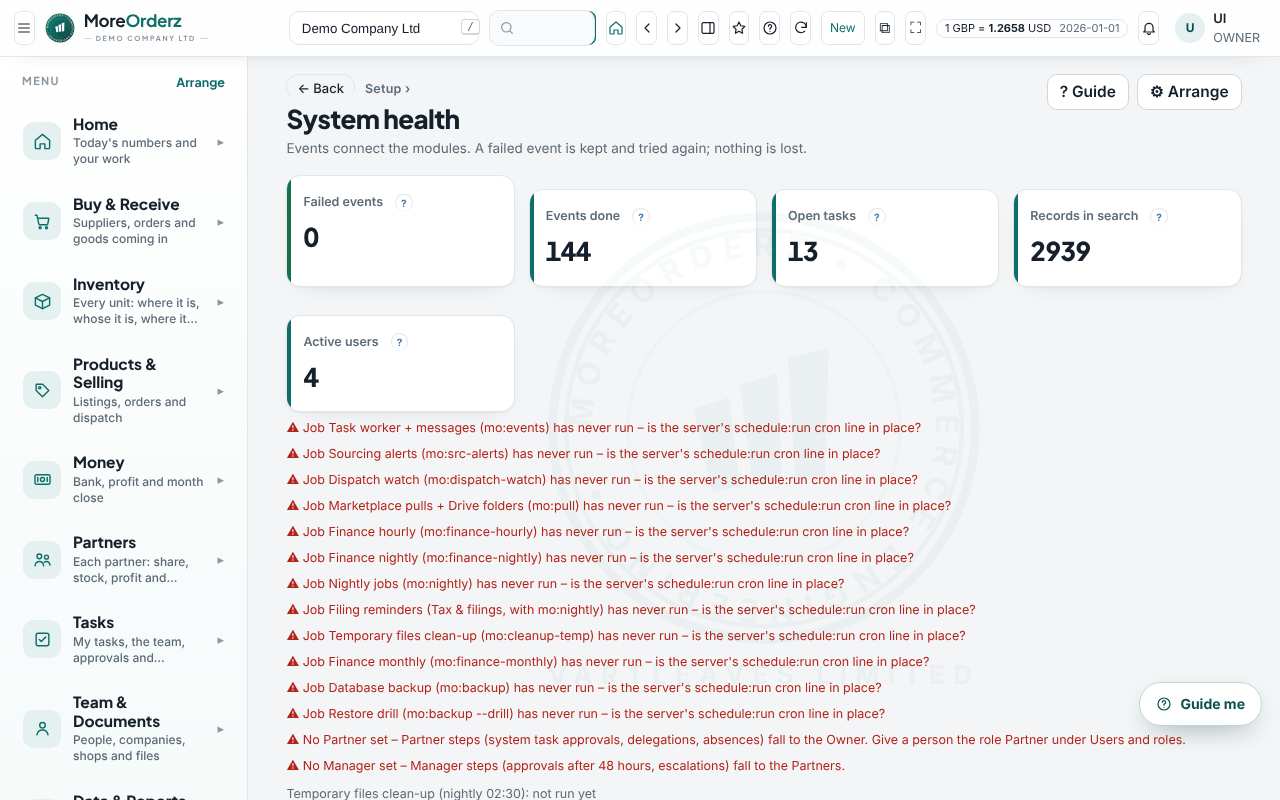 MoreOrderz
— DEMO COMPANY LTD —
Demo Company Ltd
/
New
1 GBP = 1.2658 USD 2026-01-01
U
UI
OWNER
MENU
Arrange
Home
Today's numbers and
your work
Buy & Receive
Suppliers, orders and
goods coming in
Inventory
Every unit: where it is,
whose it is, where it...
Products &
Selling
Listings, orders and
dispatch
Money
Bank, profit and month
close
Partners
Each partner: share,
stock, profit and...
Tasks
My tasks, the team,
approvals and...
Team &
Documents
People, companies,
shops and files
← Back
Setup ›
? Guide
⚙ Arrange
System health
Events connect the modules. A failed event is kept and tried again; nothing is lost.
Failed events ?
0
Events done ?
144
Open tasks ?
13
Records in search ?
2939
Active users ?
4
⚠ Job Task worker + messages (mo:events) has never run – is the server's schedule:run cron line in place?
⚠ Job Sourcing alerts (mo:src-alerts) has never run – is the server's schedule:run cron line in place?
⚠ Job Dispatch watch (mo:dispatch-watch) has never run – is the server's schedule:run cron line in place?
⚠ Job Marketplace pulls + Drive folders (mo:pull) has never run – is the server's schedule:run cron line in place?
⚠ Job Finance hourly (mo:finance-hourly) has never run – is the server's schedule:run cron line in place?
⚠ Job Finance nightly (mo:finance-nightly) has never run – is the server's schedule:run cron line in place?
⚠ Job Nightly jobs (mo:nightly) has never run – is the server's schedule:run cron line in place?
⚠ Job Filing reminders (Tax & filings, with mo:nightly) has never run – is the server's schedule:run cron line in place?
⚠ Job Temporary files clean-up (mo:cleanup-temp) has never run – is the server's schedule:run cron line in place?
⚠ Job Finance monthly (mo:finance-monthly) has never run – is the server's schedule:run cron line in place?
⚠ Job Database backup (mo:backup) has never run – is the server's schedule:run cron line in place?
⚠ Job Restore drill (mo:backup --drill) has never run – is the server's schedule:run cron line in place?
⚠ No Partner set – Partner steps (system task approvals, delegations, absences) fall to the Owner. Give a person the role Partner under Users and roles.
⚠ No Manager set – Manager steps (approvals after 48 hours, escalations) fall to the Partners.
Temporary files clean-up (nightly 02:30): not run yet
Guide me
MOREORDERZ • COMMERCE
LIMITED